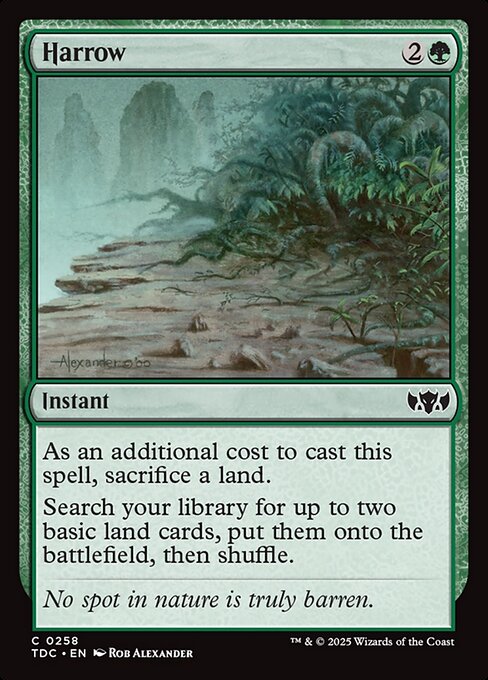 Harrow 2
Alexander ©'00
Instant
As an additional cost to cast this
spell, sacrifice a land.
Search your library for up to two
basic land cards, put them onto the
battlefield, then shuffle.
No spot in nature is truly barren.
C 0258
TDC • EN Rob Alexander
™ & © 2025 Wizards of the Coast